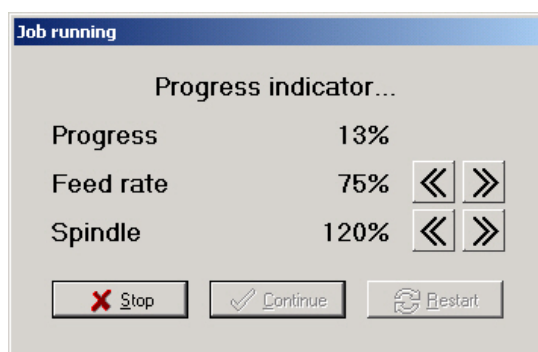 Job running
Progress indicator...
Progress 13%
Feed rate 75%
Spindle 120%
Stop Continue Restart